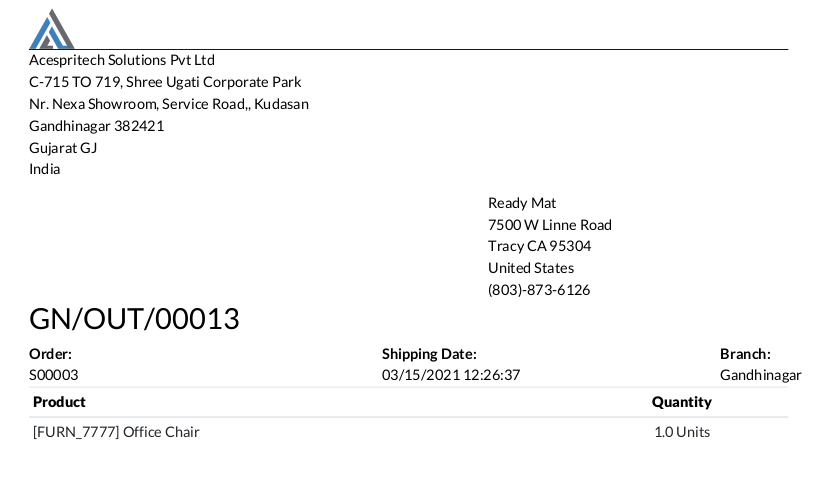 Acespritech Solutions Pvt Ltd
C-715 TO 719, Shree Ugati Corporate Park
Nr. Nexa Showroom, Service Road,, Kudasan
Gandhinagar 382421
Gujarat GJ
India
Ready Mat
7500 W Linne Road
Tracy CA 95304
United States
(803)-873-6126
GN/OUT/00013
Order: Shipping Date: Branch:
S00003 03/15/2021 12:26:37 Gandhinagar
Product Quantity
[FURN_7777] Office Chair 1.0 Units